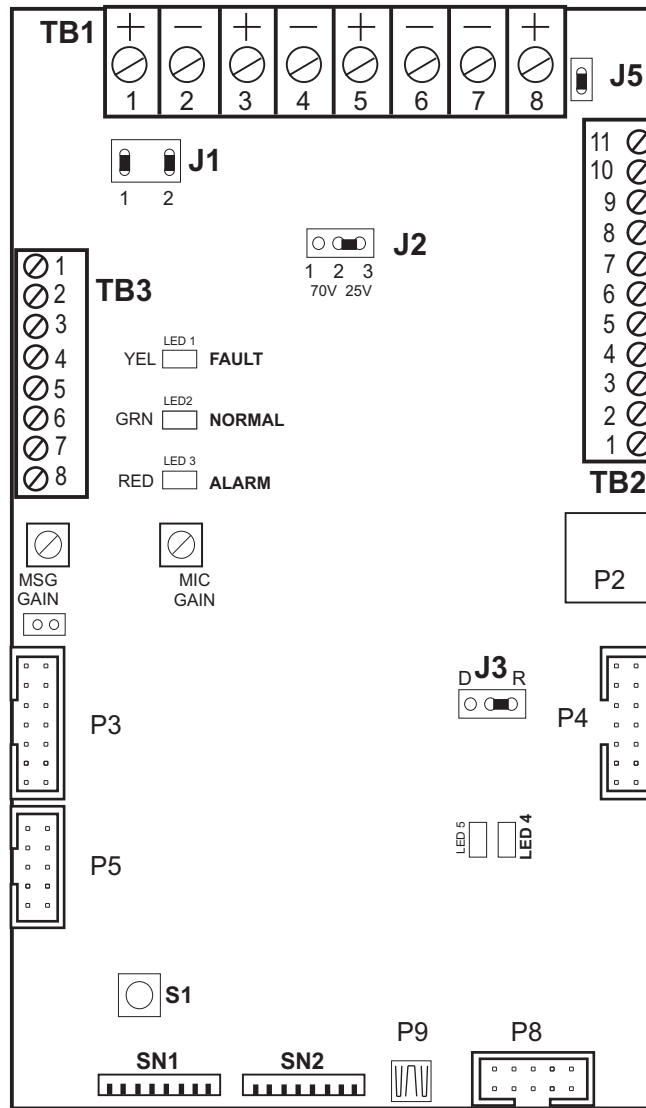 TB1
+ − + − + − − +
1 2 3 4 5 6 7 8
J5
J1
1 2
11
10
9
8
7
6
5
4
3
2
1
TB2
J2
1 2 3
70V 25V
TB3
1
2
3
4
5
6
7
8
LED 1
YEL FAULT
LED2
GRN NORMAL
LED 3
RED ALARM
MSG
GAIN
MIC
GAIN
P2
J3
D R
P3
P4
LED 5
LED 4
P5
S1
SN1
SN2
P9
P8